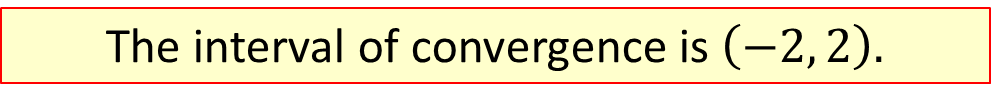 The interval of convergence is (−2, 2).